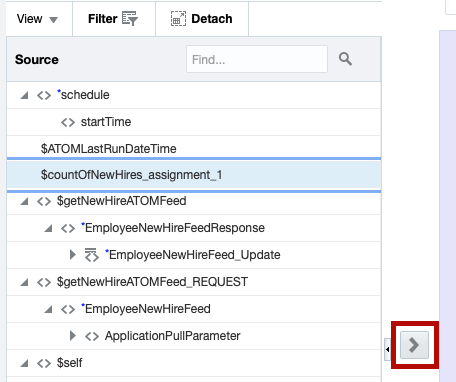 View Filter Detach
Source Find...
*schedule
startTime
$ATOMLastRunDateTime
$countOfNewHires_assignment_1
$getNewHireATOMFeed
*EmployeeNewHireFeedResponse
*EmployeeNewHireFeed_Update
$getNewHireATOMFeed_REQUEST
*EmployeeNewHireFeed
ApplicationPullParameter
$self